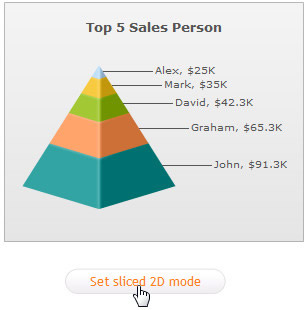 Top 5 Sales Person
Alex, $25K
Mark, $35K
David, $42.3K
Graham, $65.3K
John, $91.3K
Set sliced 2D mode